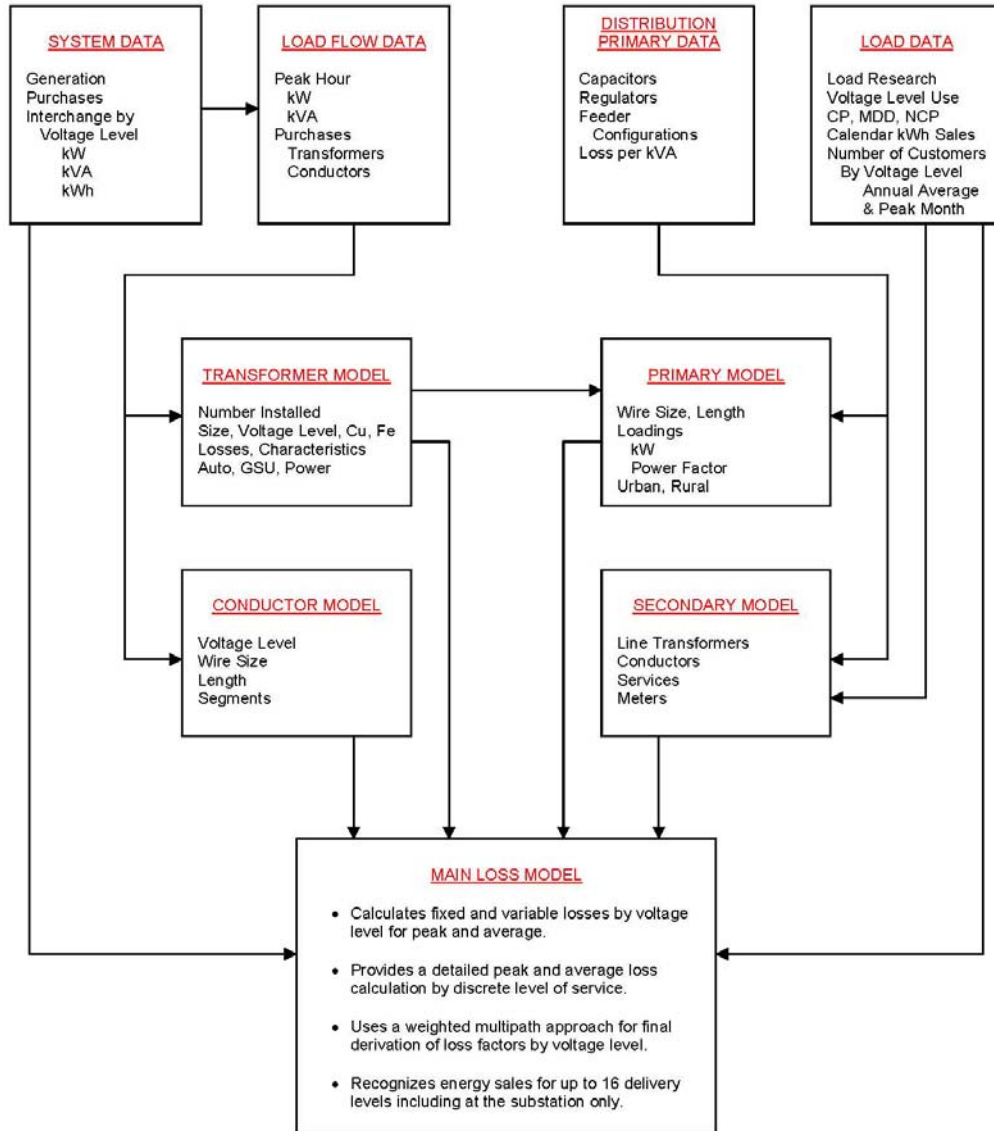 SYSTEM DATA
Generation
Purchases
Interchange by
Voltage Level
kW
kVA
kWh
LOAD FLOW DATA
Peak Hour
kW
kVA
Purchases
Transformers
Conductors
DISTRIBUTION
PRIMARY DATA
Capacitors
Regulators
Feeder
Configurations
Loss per kVA
LOAD DATA
Load Research
Voltage Level Use
CP, MDD, NCP
Calendar kWh Sales
Number of Customers
By Voltage Level
Annual Average
& Peak Month
TRANSFORMER MODEL
Number Installed
Size, Voltage Level, Cu, Fe
Losses, Characteristics
Auto, GSU, Power
PRIMARY MODEL
Wire Size, Length
Loadings
kW
Power Factor
Urban, Rural
CONDUCTOR MODEL
Voltage Level
Wire Size
Length
Segments
SECONDARY MODEL
Line Transformers
Conductors
Services
Meters
MAIN LOSS MODEL
• Calculates fixed and variable losses by voltage
level for peak and average.
• Provides a detailed peak and average loss
calculation by discrete level of service.
• Uses a weighted multipath approach for final
derivation of loss factors by voltage level.
• Recognizes energy sales for up to 16 delivery
levels including at the substation only.